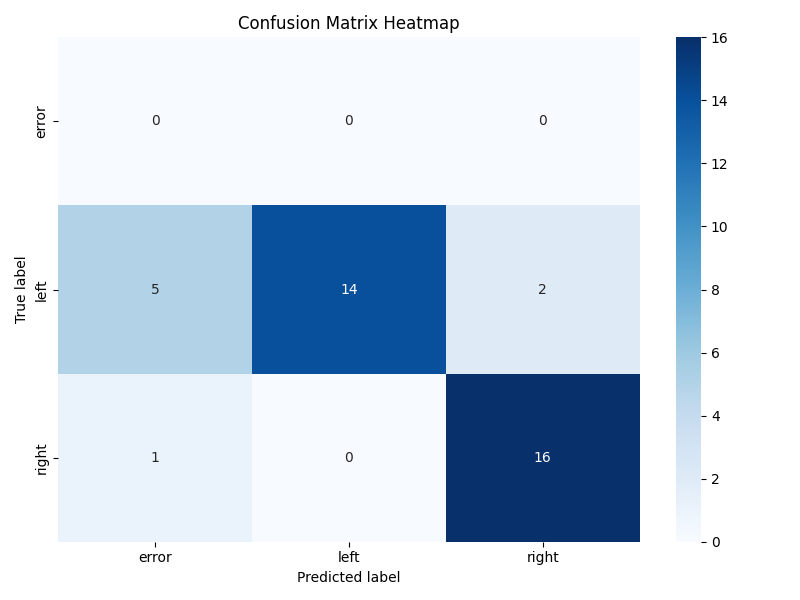 Confusion Matrix Heatmap
True label
error
0 0 0
left
5 14 2
right
1 0 16
error left right
Predicted label
16
14
12
10
8
6
4
2
0